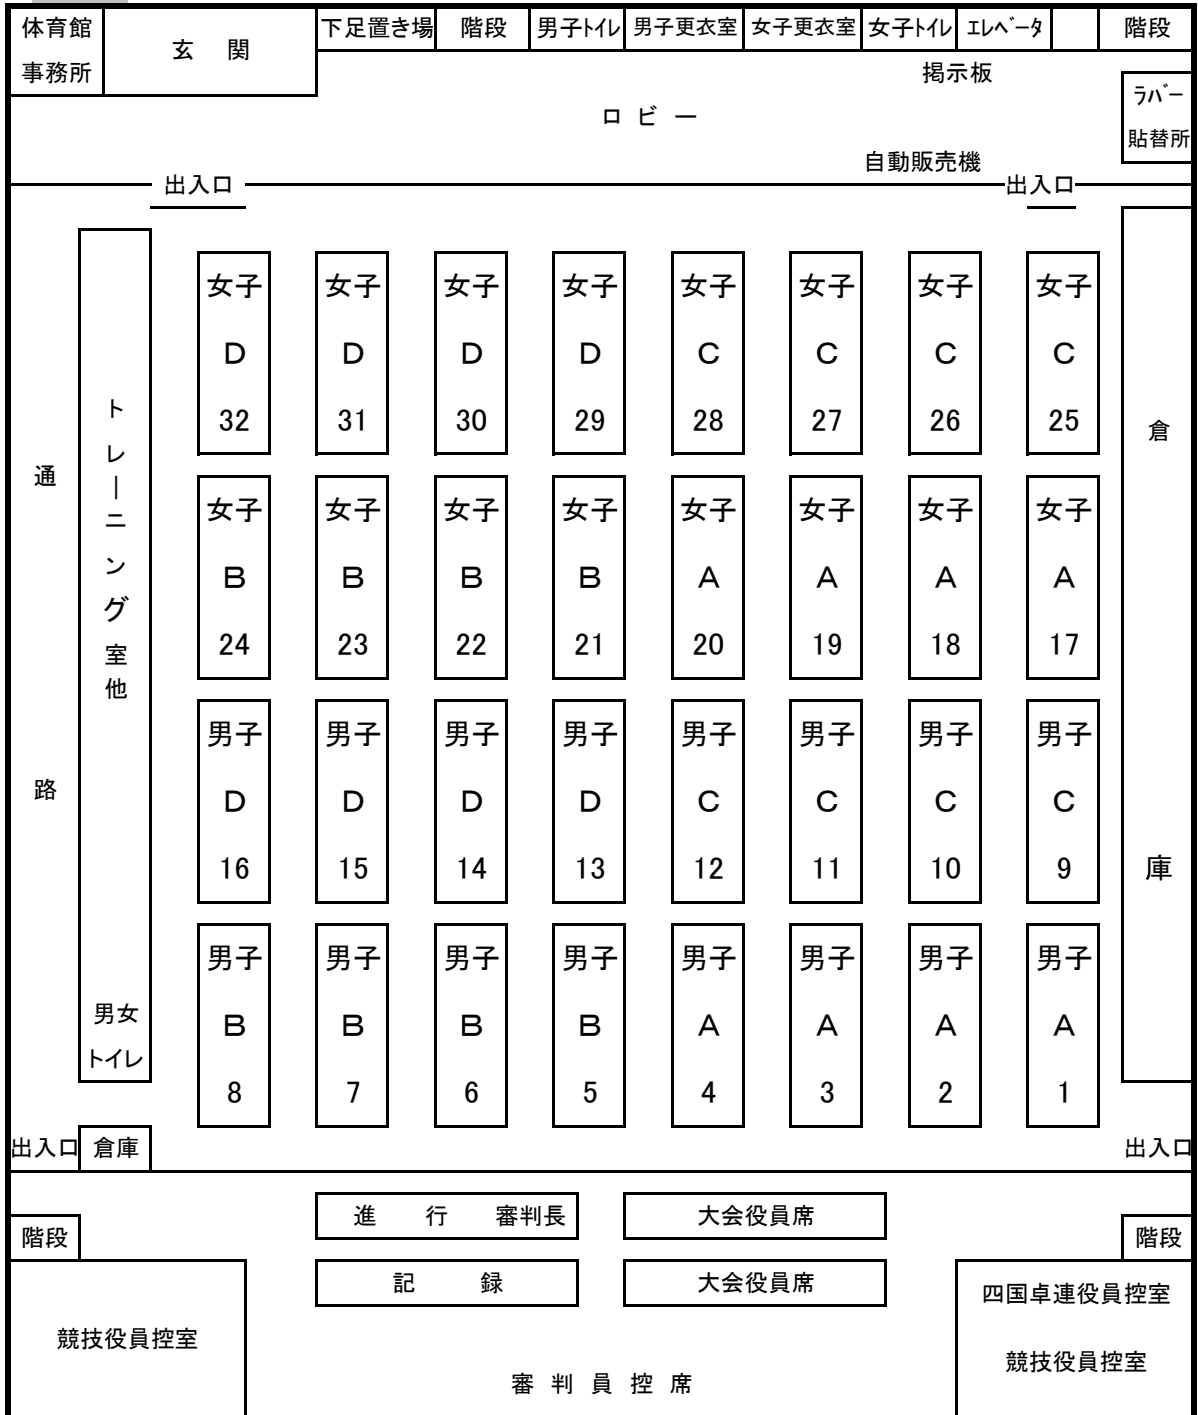 体育館
事務所
玄 関
下足置き場 階段 男子トイレ 男子更衣室 女子更衣室 女子トイレ エレベータ 階段
掲示板
ラバー
貼替所
ロ ビ ー
自動販売機
出入口 出入口
女子 女子 女子 女子 女子 女子 女子 女子
D D D D C C C C
32 31 30 29 28 27 26 25
女子 女子 女子 女子 女子 女子 女子 女子
B B B B A A A A
24 23 22 21 20 19 18 17
男子 男子 男子 男子 男子 男子 男子 男子
D D D D C C C C
16 15 14 13 12 11 10 9
男子 男子 男子 男子 男子 男子 男子 男子
B B B B A A A A
8 7 6 5 4 3 2 1
通路
トレーニング室他
男女
トイレ
倉庫
出入口 倉庫 出入口
進 行 審判長 大会役員席
階段 階段
記 録 大会役員席
四国卓連役員控室
競技役員控室
競技役員控室
審 判 員 控 席